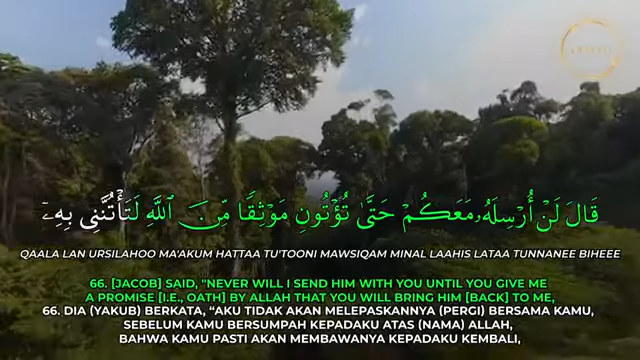 قَالَ لَنْ أُرْسِلَهُۥ مَعَكُمْ حَتَّىٰ تُؤْتُونِ مَوْثِقًا مِّنَ ٱللَّهِ لَتَأْتُنَّنِى بِهِۦٓ
QAALA LAN URSILAHOO MA'AKUM HATTAA TU'TOONI MAWSIQAM MINAL LAAHIS LATAA TUNNANEE BIHEEE
66. [JACOB] SAID, "NEVER WILL I SEND HIM WITH YOU UNTIL YOU GIVE ME
A PROMISE [I.E., OATH] BY ALLAH THAT YOU WILL BRING HIM [BACK] TO ME,
66. DIA (YAKUB) BERKATA, “AKU TIDAK AKAN MELEPASKANNYA (PERGI) BERSAMA KAMU,
SEBELUM KAMU BERSUMPAH KEPADAKU ATAS (NAMA) ALLAH,
BAHWA KAMU PASTI AKAN MEMBAWANYA KEPADAKU KEMBALI,